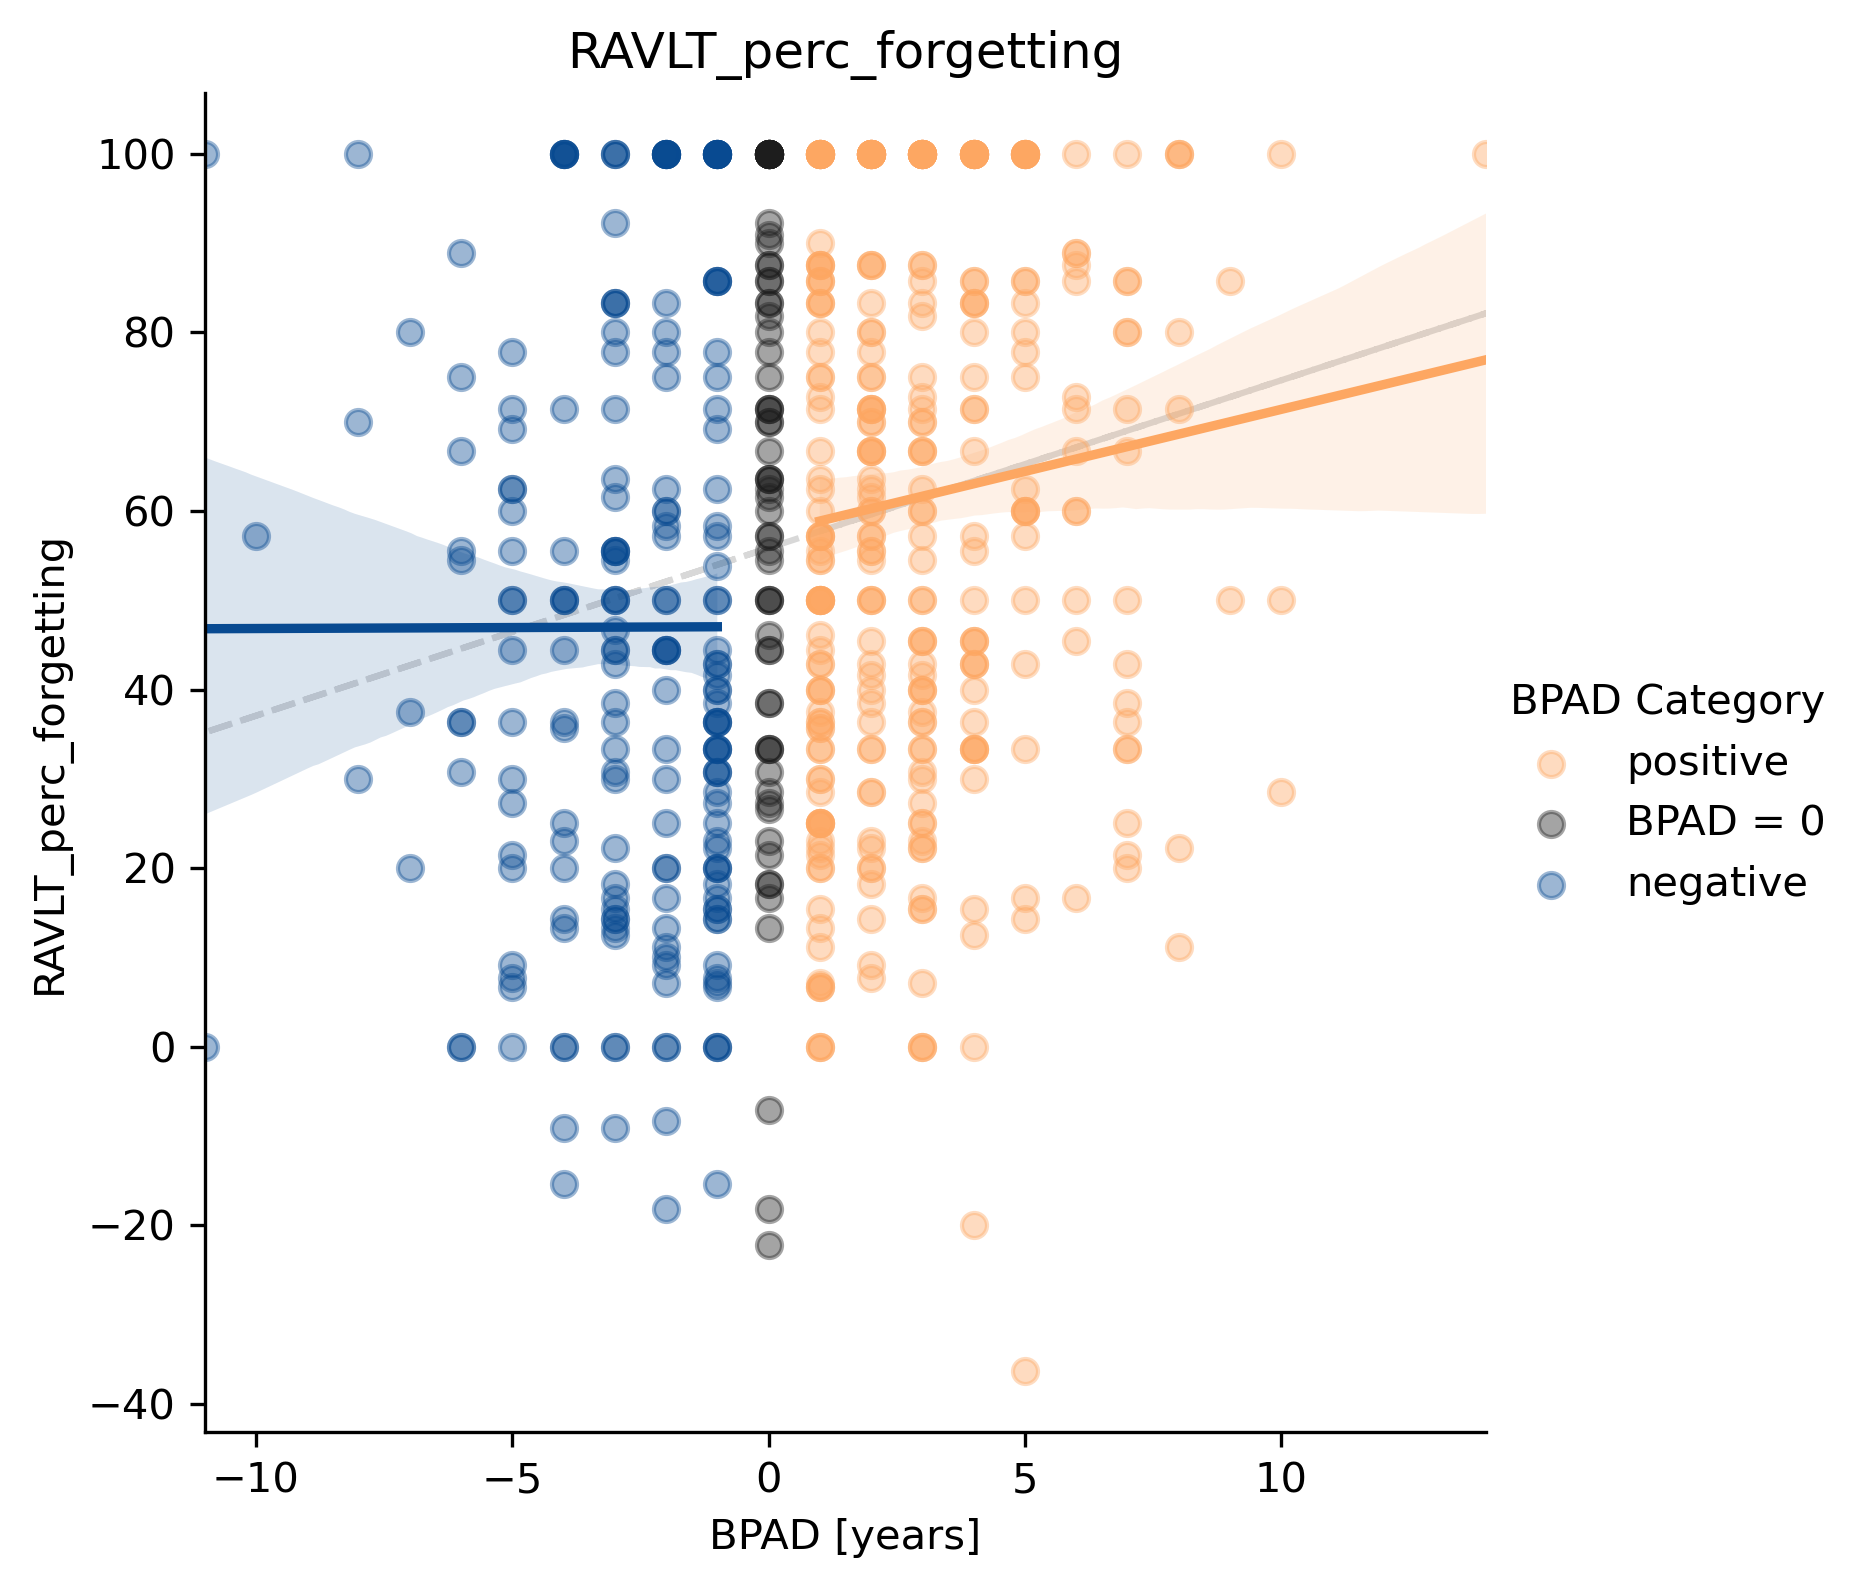 RAVLT_perc_forgetting
RAVLT_perc_forgetting
100
80
60
40
20
0
−20
−40
−10
−5
0
5
10
BPAD [years]
BPAD Category
positive
BPAD = 0
negative